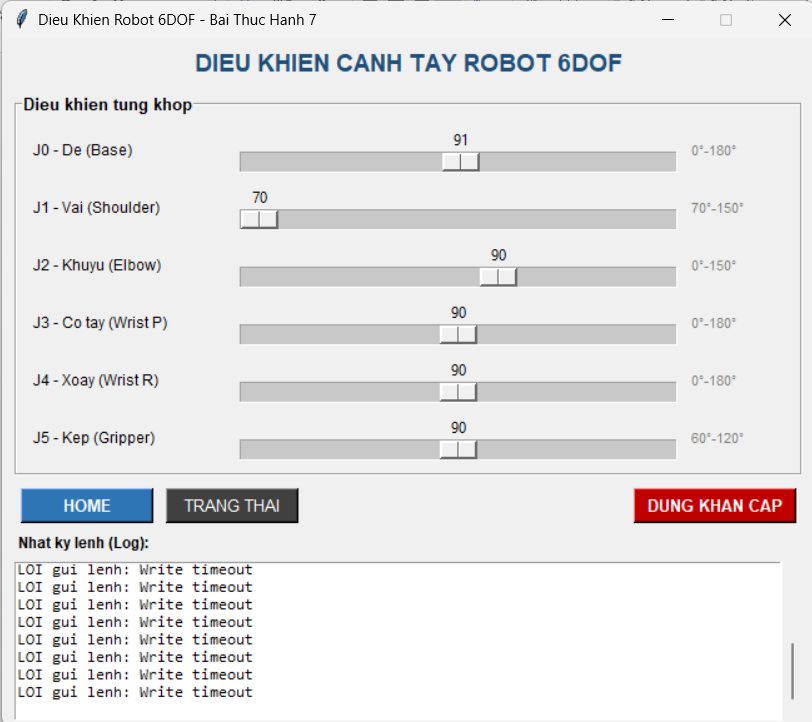 Dieu Khien Robot 6DOF - Bai Thuc Hanh 7
DIEU KHIEN CANH TAY ROBOT 6DOF
Dieu khien tung khop
J0 - De (Base) 91 0°-180°
J1 - Vai (Shoulder) 70 70°-150°
J2 - Khuyu (Elbow) 90 0°-150°
J3 - Co tay (Wrist P) 90 0°-180°
J4 - Xoay (Wrist R) 90 0°-180°
J5 - Kep (Gripper) 90 60°-120°
HOME TRANG THAI DUNG KHAN CAP
Nhat ky lenh (Log):
LOI gui lenh: Write timeout
LOI gui lenh: Write timeout
LOI gui lenh: Write timeout
LOI gui lenh: Write timeout
LOI gui lenh: Write timeout
LOI gui lenh: Write timeout
LOI gui lenh: Write timeout
LOI gui lenh: Write timeout